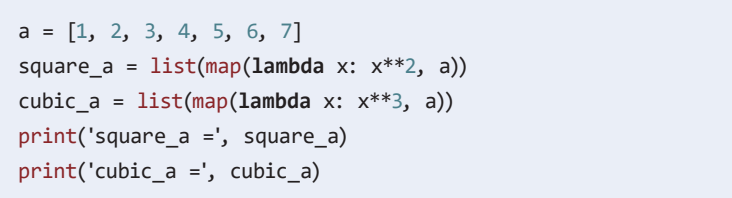 a = [1, 2, 3, 4, 5, 6, 7]
square_a = list(map(lambda x: x**2, a))
cubic_a = list(map(lambda x: x**3, a))
print('square_a =', square_a)
print('cubic_a =', cubic_a)